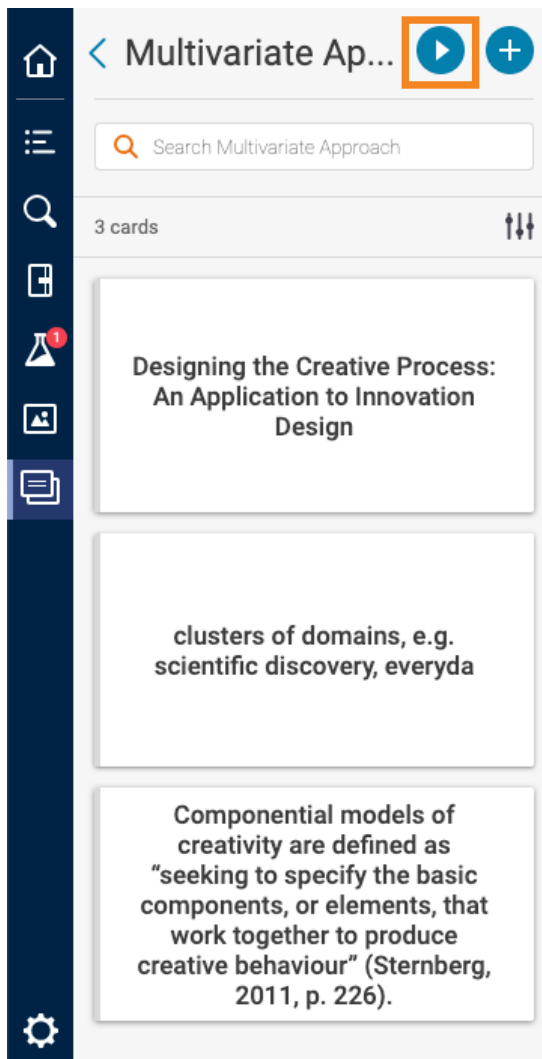 Multivariate Ap...
Search Multivariate Approach
3 cards
1
Designing the Creative Process:
An Application to Innovation
Design
clusters of domains, e.g.
scientific discovery, everyda
Componential models of
creativity are defined as
“seeking to specify the basic
components, or elements, that
work together to produce
creative behaviour” (Sternberg,
2011, p. 226).